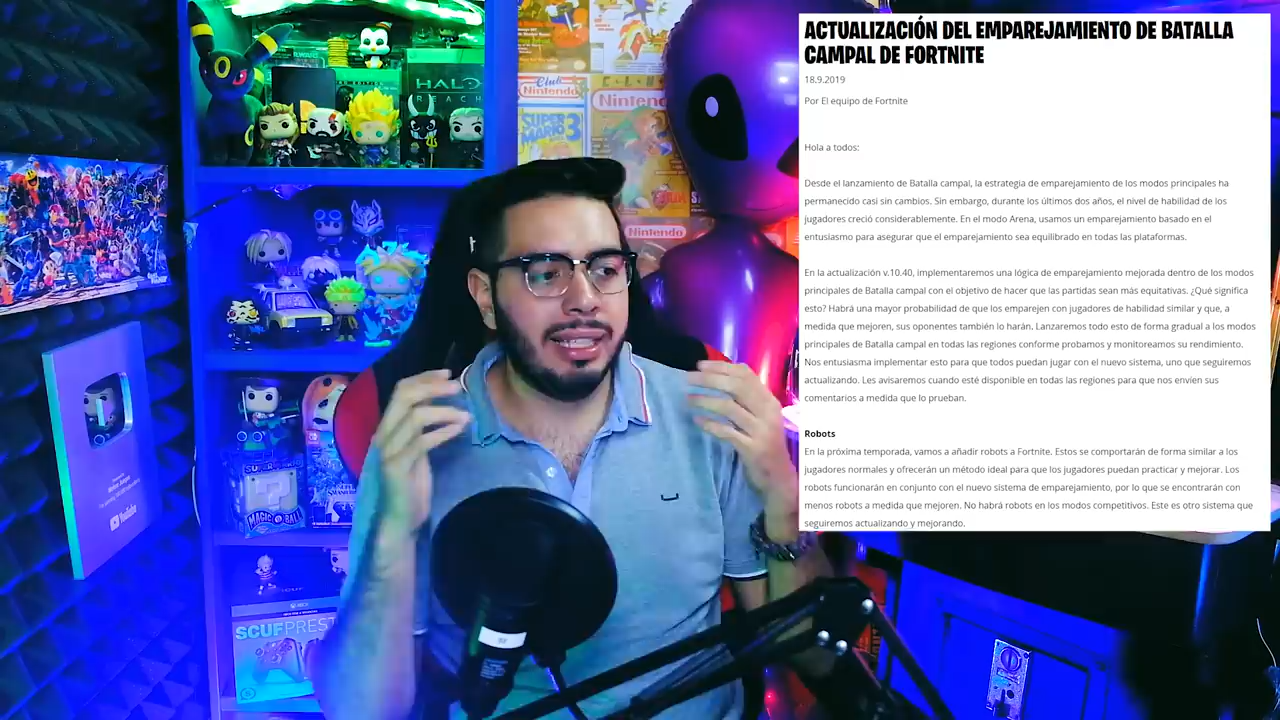 ACTUALIZACIÓN DEL EMPAREJAMIENTO DE BATALLA
CAMPAL DE FORTNITE
18.9.2019
Por El equipo de Fortnite
Hola a todos:
Desde el lanzamiento de Batalla campal, la estrategia de emparejamiento de los modos principales ha
permanecido casi sin cambios. Sin embargo, durante los últimos dos años, el nivel de habilidad de los
jugadores creció considerablemente. En el modo Arena, usamos un emparejamiento basado en el
entusiasmo para asegurar que el emparejamiento sea equilibrado en todas las plataformas.
En la actualización v.10.40, implementaremos una lógica de emparejamiento mejorada dentro de los modos
principales de Batalla campal con el objetivo de hacer que las partidas sean más equitativas. ¿Qué significa
esto? Habrá una mayor probabilidad de que los emparejen con jugadores de habilidad similar y que, a
medida que mejoren, sus oponentes también lo harán. Lanzaremos todo esto de forma gradual a los modos
principales de Batalla campal en todas las regiones conforme probamos y monitoreamos su rendimiento.
Nos entusiasma implementar esto para que todos puedan jugar con el nuevo sistema, uno que seguiremos
actualizando. Les avisaremos cuando esté disponible en todas las regiones para que nos envíen sus
comentarios a medida que lo prueban.
Robots
En la próxima temporada, vamos a añadir robots a Fortnite. Estos se comportarán de forma similar a los
jugadores normales y ofrecerán un método ideal para que los jugadores puedan practicar y mejorar. Los
robots funcionarán en conjunto con el nuevo sistema de emparejamiento, por lo que se encontrarán con
menos robots a medida que mejoren. No habrá robots en los modos competitivos. Este es otro sistema que
seguiremos actualizando y mejorando.
HALO
REACH
Club
Nintendo
Nintendo
SUPER
MARIO 3
Nintendo
YouTube
MAGIC 8 BALL
XBOX
SCUF PREST